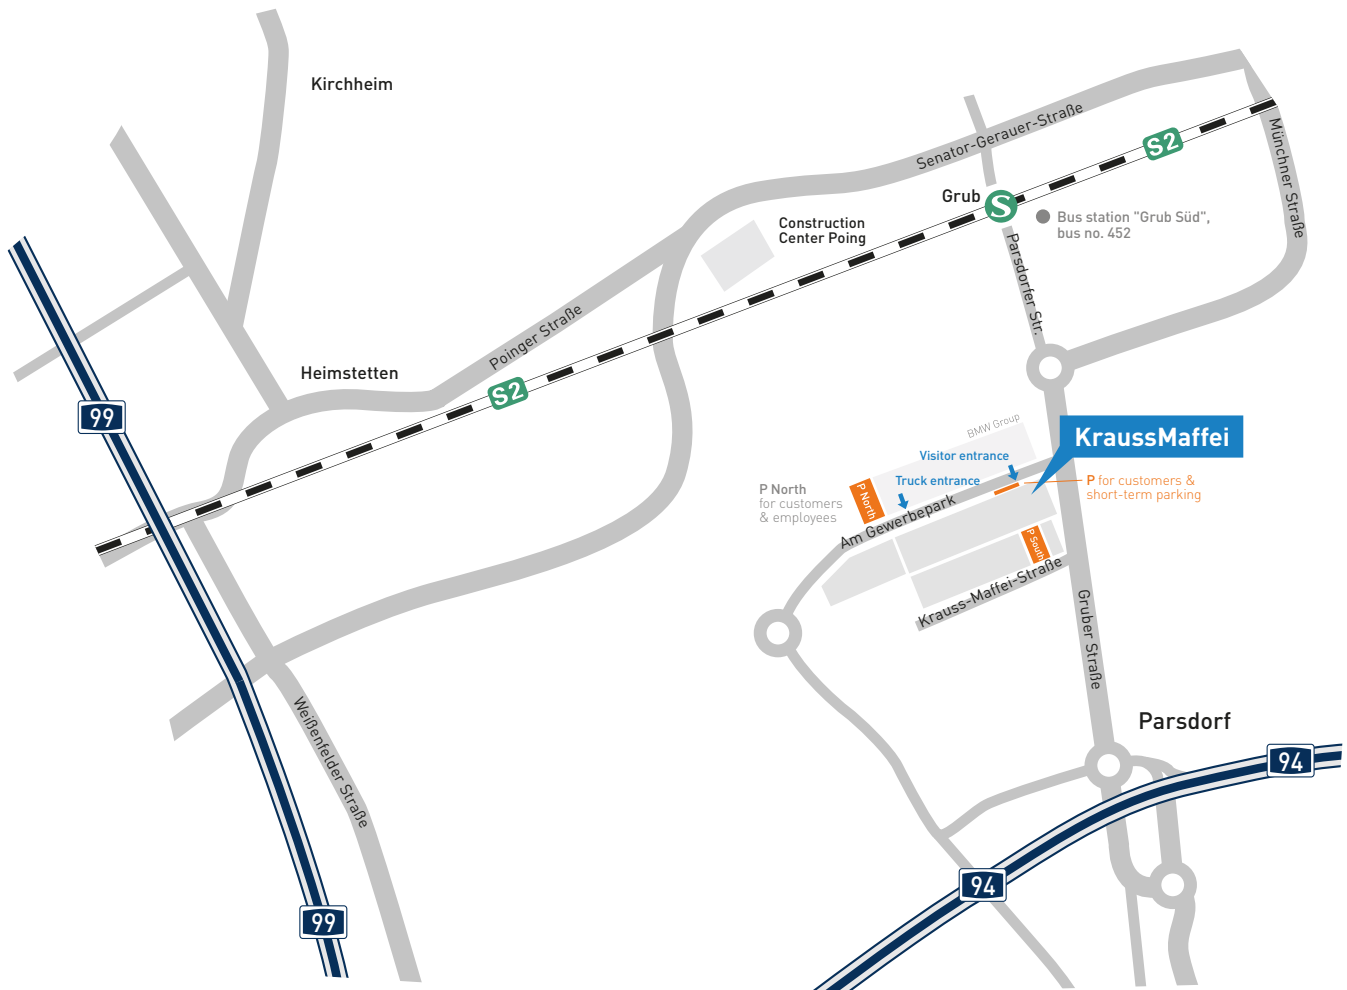 Kirchheim
Senator-Gerauer-Straße
S2
Münchner Straße
Grub
S
Bus station "Grub Süd",
bus no. 452
Construction
Center Poing
Parsdorfer Str.
Poinger Straße
Heimstetten
S2
99
BMW Group
KraussMaffei
Visitor entrance
Truck entrance
P for customers &
short-term parking
P North
for customers
& employees
P North
Am Gewerbepark
P South
Krauss-Maffei-Straße
Gruber Straße
Weißenfelder Straße
Parsdorf
94
94
99